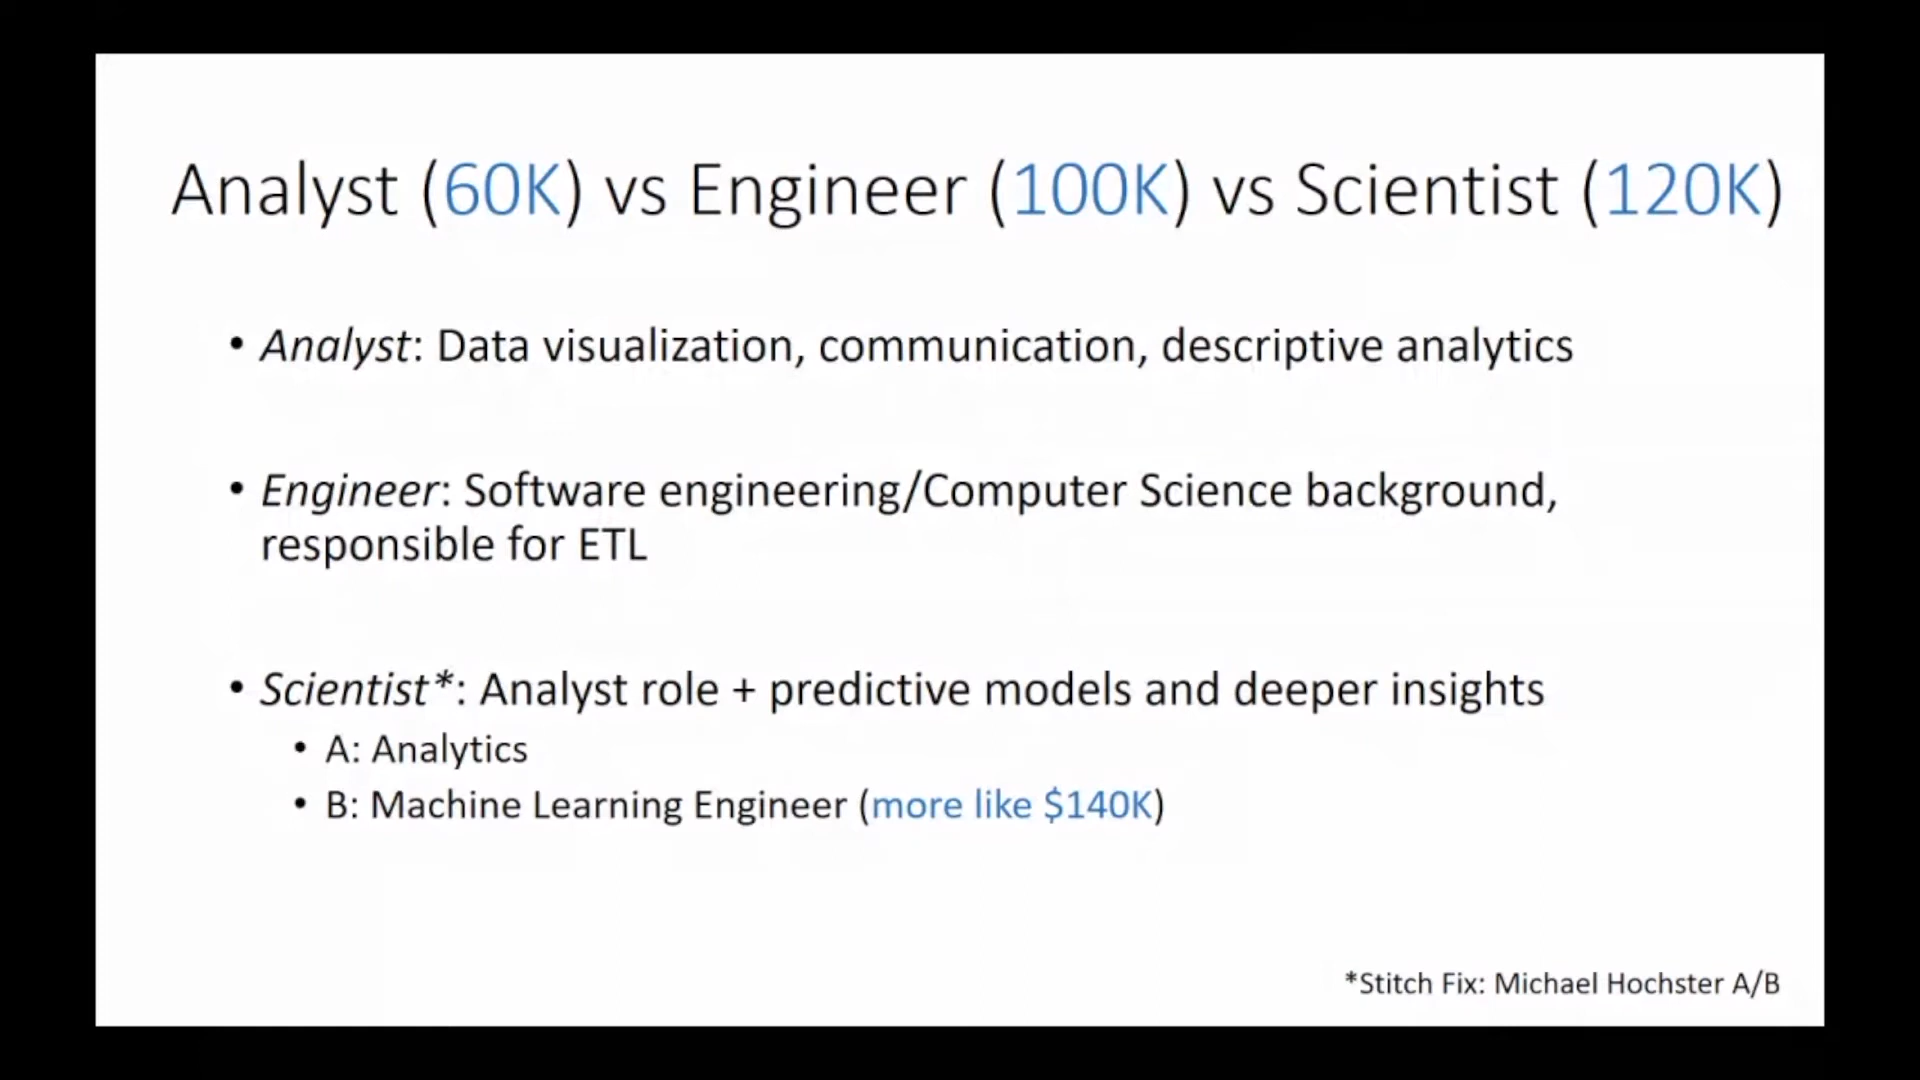 Analyst (60K) vs Engineer (100K) vs Scientist (120K)
• Analyst: Data visualization, communication, descriptive analytics
• Engineer: Software engineering/Computer Science background,
responsible for ETL
• Scientist*: Analyst role + predictive models and deeper insights
• A: Analytics
• B: Machine Learning Engineer (more like $140K)
*Stitch Fix: Michael Hochster A/B